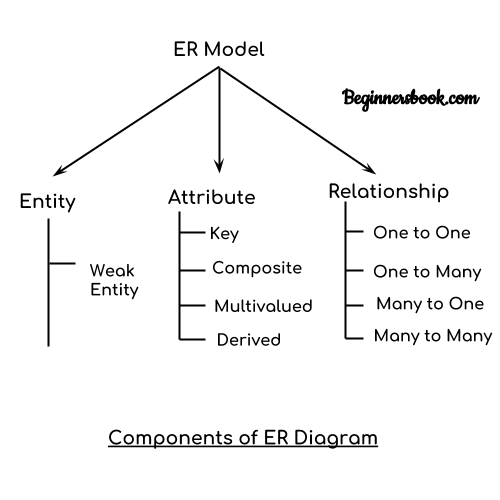 ER Model
Beginnersbook.com
Entity
Attribute
Relationship
Weak
Entity
Key
Composite
Multivalued
Derived
One to One
One to Many
Many to One
Many to Many
Components of ER Diagram